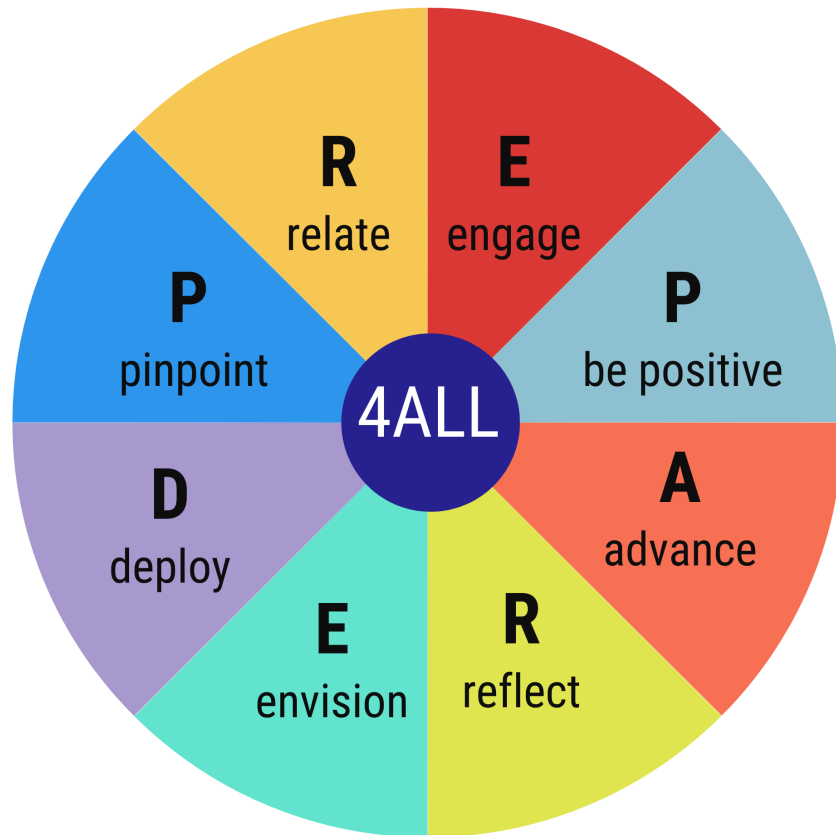 P
pinpoint
R
relate
E
engage
P
be positive
A
advance
R
reflect
E
envision
D
deploy
4ALL